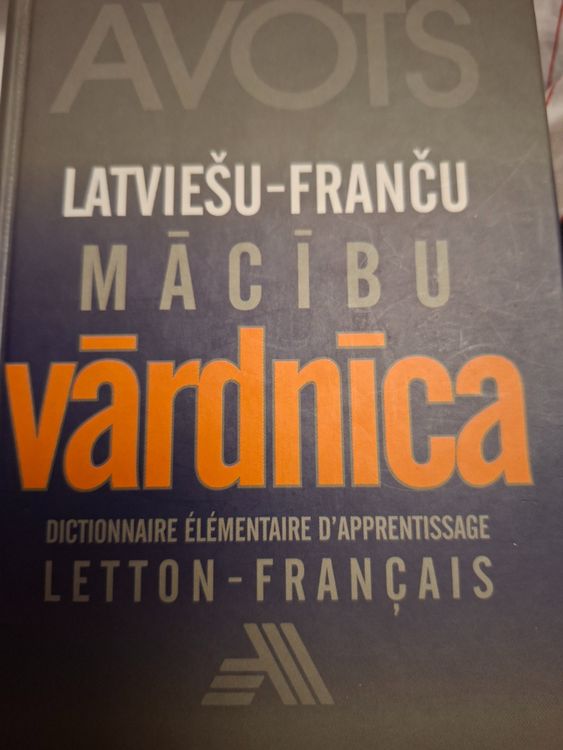 AVOTS
LATVIEŠU-FRANČU
MĀCĪBU
vārdnīca
DICTIONNAIRE ÉLÉMENTAIRE D'APPRENTISSAGE
LETTON-FRANÇAIS